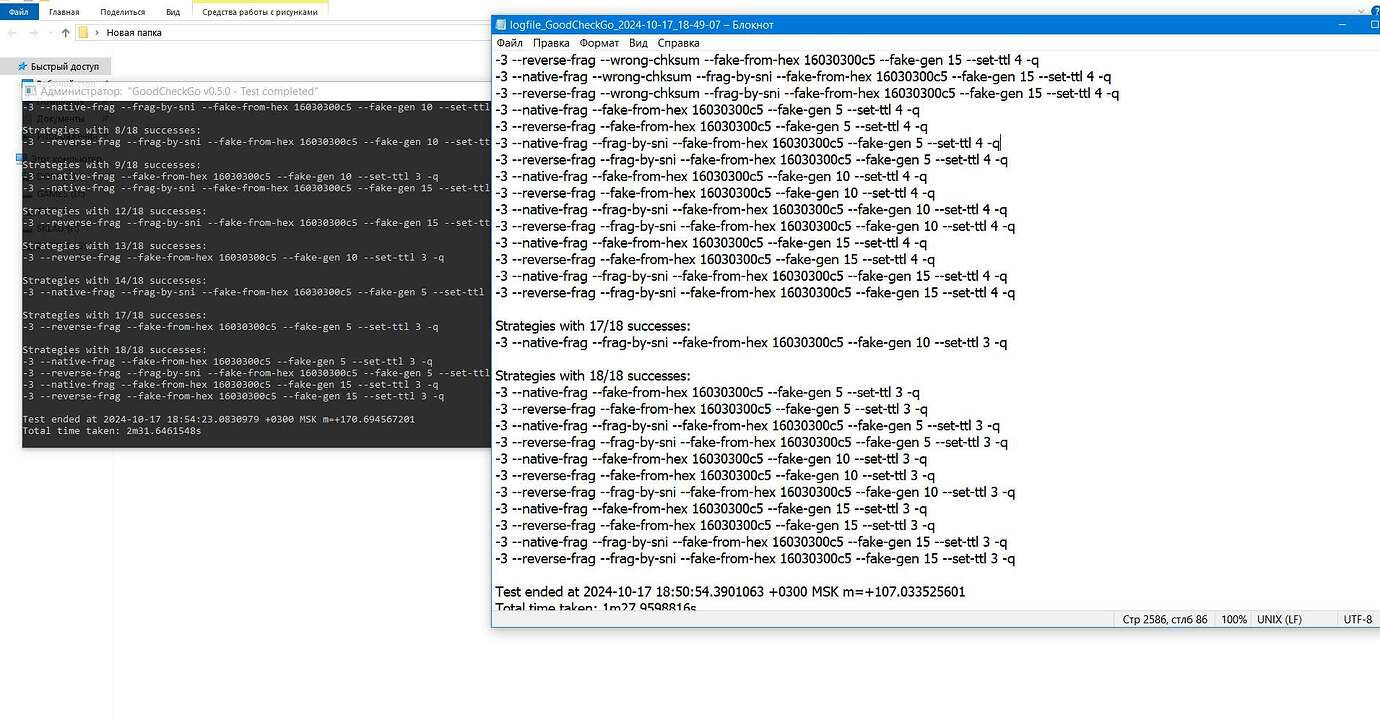 Файл Главная Поделиться Вид Средства работы с рисунками
Новая папка
Быстрый доступ
Администратор: "GoodCheckGo v0.5.0 - Test completed"
-3 --native-frag --frag-by-sni --fake-from-hex 16030300c5 --fake-gen 10 --set-ttl
Strategies with 8/18 successes:
-3 --reverse-frag --frag-by-sni --fake-from-hex 16030300c5 --fake-gen 10 --set-tt
Strategies with 9/18 successes:
-3 --native-frag --fake-from-hex 16030300c5 --fake-gen 10 --set-ttl 3 -q
-3 --native-frag --frag-by-sni --fake-from-hex 16030300c5 --fake-gen 15 --set-ttl
Strategies with 12/18 successes:
-3 --reverse-frag --frag-by-sni --fake-from-hex 16030300c5 --fake-gen 15 --set-tt
Strategies with 13/18 successes:
-3 --reverse-frag --fake-from-hex 16030300c5 --fake-gen 10 --set-ttl 3 -q
Strategies with 14/18 successes:
-3 --native-frag --frag-by-sni --fake-from-hex 16030300c5 --fake-gen 5 --set-ttl
Strategies with 17/18 successes:
-3 --reverse-frag --fake-from-hex 16030300c5 --fake-gen 5 --set-ttl 3 -q
Strategies with 18/18 successes:
-3 --native-frag --fake-from-hex 16030300c5 --fake-gen 5 --set-ttl 3 -q
-3 --reverse-frag --frag-by-sni --fake-from-hex 16030300c5 --fake-gen 5 --set-ttl
-3 --native-frag --fake-from-hex 16030300c5 --fake-gen 15 --set-ttl 3 -q
-3 --reverse-frag --fake-from-hex 16030300c5 --fake-gen 15 --set-ttl 3 -q
Test ended at 2024-10-17 18:54:23.0830979 +0300 MSK m=+170.694567201
Total time taken: 2m31.6461548s
logfile_GoodCheckGo_2024-10-17_18-49-07 – Блокнот
Файл Правка Формат Вид Справка
-3 --reverse-frag --wrong-chksum --fake-from-hex 16030300c5 --fake-gen 15 --set-ttl 4 -q
-3 --native-frag --wrong-chksum --frag-by-sni --fake-from-hex 16030300c5 --fake-gen 15 --set-ttl 4 -q
-3 --reverse-frag --wrong-chksum --frag-by-sni --fake-from-hex 16030300c5 --fake-gen 15 --set-ttl 4 -q
-3 --native-frag --fake-from-hex 16030300c5 --fake-gen 5 --set-ttl 4 -q
-3 --reverse-frag --fake-from-hex 16030300c5 --fake-gen 5 --set-ttl 4 -q
-3 --native-frag --frag-by-sni --fake-from-hex 16030300c5 --fake-gen 5 --set-ttl 4 -q
-3 --reverse-frag --frag-by-sni --fake-from-hex 16030300c5 --fake-gen 5 --set-ttl 4 -q
-3 --native-frag --fake-from-hex 16030300c5 --fake-gen 10 --set-ttl 4 -q
-3 --reverse-frag --fake-from-hex 16030300c5 --fake-gen 10 --set-ttl 4 -q
-3 --native-frag --frag-by-sni --fake-from-hex 16030300c5 --fake-gen 10 --set-ttl 4 -q
-3 --reverse-frag --frag-by-sni --fake-from-hex 16030300c5 --fake-gen 10 --set-ttl 4 -q
-3 --native-frag --fake-from-hex 16030300c5 --fake-gen 15 --set-ttl 4 -q
-3 --reverse-frag --fake-from-hex 16030300c5 --fake-gen 15 --set-ttl 4 -q
-3 --native-frag --frag-by-sni --fake-from-hex 16030300c5 --fake-gen 15 --set-ttl 4 -q
-3 --reverse-frag --frag-by-sni --fake-from-hex 16030300c5 --fake-gen 15 --set-ttl 4 -q
Strategies with 17/18 successes:
-3 --native-frag --frag-by-sni --fake-from-hex 16030300c5 --fake-gen 10 --set-ttl 3 -q
Strategies with 18/18 successes:
-3 --native-frag --fake-from-hex 16030300c5 --fake-gen 5 --set-ttl 3 -q
-3 --reverse-frag --fake-from-hex 16030300c5 --fake-gen 5 --set-ttl 3 -q
-3 --native-frag --frag-by-sni --fake-from-hex 16030300c5 --fake-gen 5 --set-ttl 3 -q
-3 --reverse-frag --frag-by-sni --fake-from-hex 16030300c5 --fake-gen 5 --set-ttl 3 -q
-3 --native-frag --fake-from-hex 16030300c5 --fake-gen 10 --set-ttl 3 -q
-3 --reverse-frag --fake-from-hex 16030300c5 --fake-gen 10 --set-ttl 3 -q
-3 --reverse-frag --frag-by-sni --fake-from-hex 16030300c5 --fake-gen 10 --set-ttl 3 -q
-3 --native-frag --fake-from-hex 16030300c5 --fake-gen 15 --set-ttl 3 -q
-3 --reverse-frag --fake-from-hex 16030300c5 --fake-gen 15 --set-ttl 3 -q
-3 --native-frag --frag-by-sni --fake-from-hex 16030300c5 --fake-gen 15 --set-ttl 3 -q
-3 --reverse-frag --frag-by-sni --fake-from-hex 16030300c5 --fake-gen 15 --set-ttl 3 -q
Test ended at 2024-10-17 18:50:54.3901063 +0300 MSK m=+107.033525601
Total time taken: 1m27.9598816s
Стр 2586, стлб 86 100% UNIX (LF) UTF-8